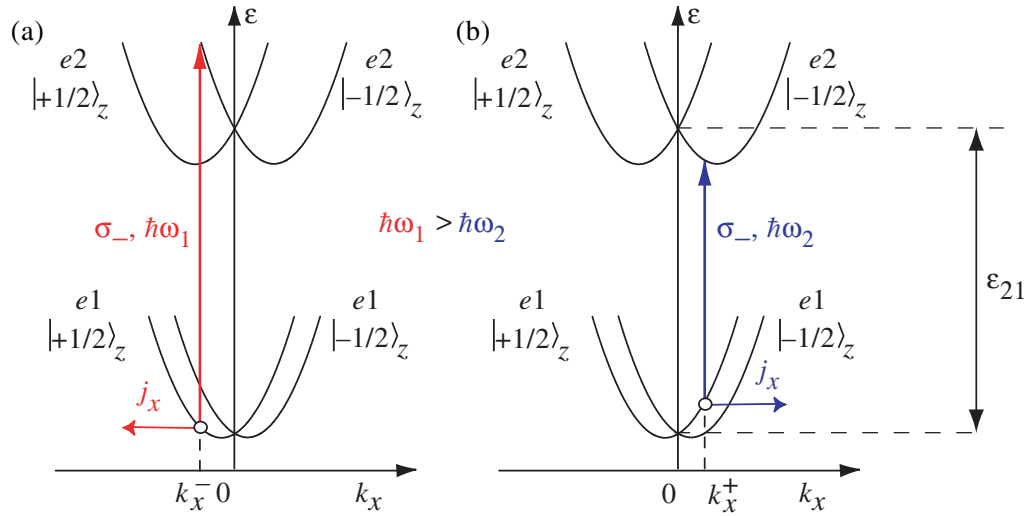 (a)
ε
e2
|+1/2⟩z
e2
|−1/2⟩z
σ−, ħω1
e1
|+1/2⟩z
e1
|−1/2⟩z
jx
kx− 0
kx
ħω1 > ħω2
(b)
ε
e2
|+1/2⟩z
e2
|−1/2⟩z
σ−, ħω2
ε21
e1
|+1/2⟩z
e1
|−1/2⟩z
jx
0
kx+
kx